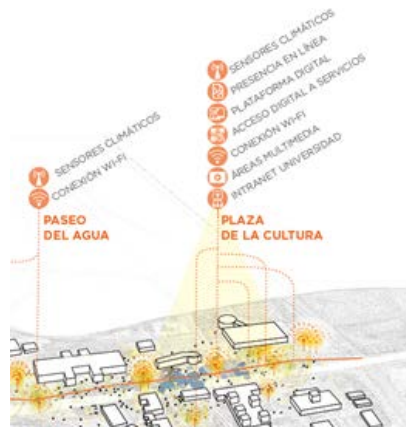 SENSORES CLIMÁTICOS
CONEXIÓN WI-FI
PASEO
DEL AGUA
SENSORES CLIMÁTICOS
PRESENCIA EN LÍNEA
PLATAFORMA DIGITAL
ACCESO DIGITAL A SERVICIOS
CONEXIÓN WI-FI
ÁREAS MULTIMEDIA
INTRANET UNIVERSIDAD
PLAZA
DE LA CULTURA